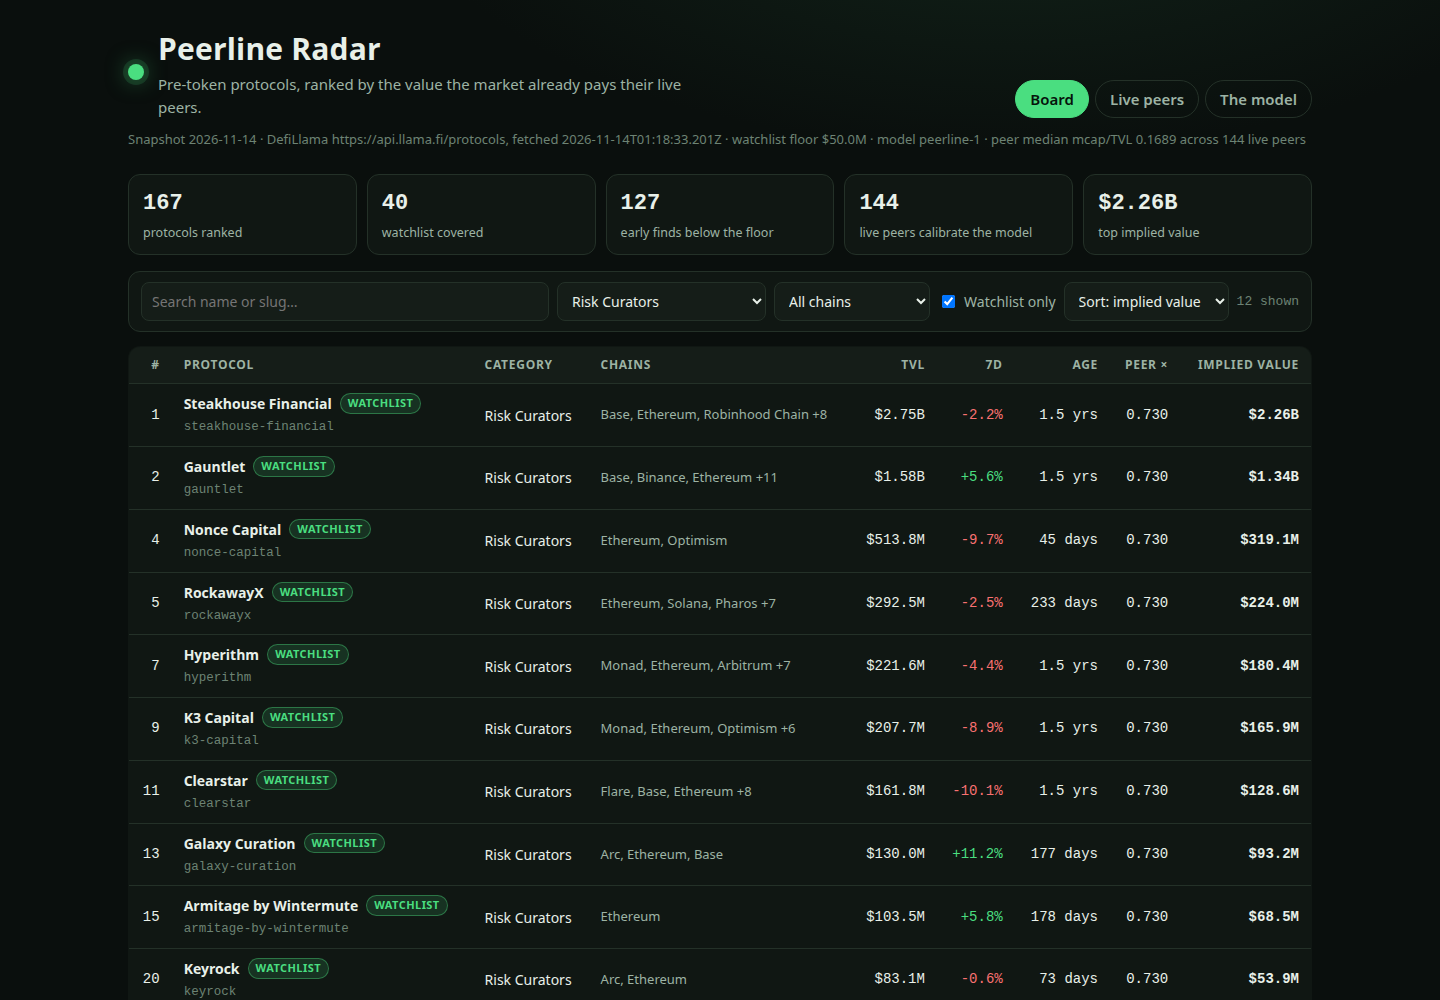 Peerline Radar
Pre-token protocols, ranked by the value the market already pays their live
peers.
Board
Live peers
The model
Snapshot 2026-11-14 · DefiLlama https://api.llama.fi/protocols, fetched 2026-11-14T01:18:33.201Z · watchlist floor $50.0M · model peerline-1 · peer median mcap/TVL 0.1689 across 144 live peers
167
protocols ranked
40
watchlist covered
127
early finds below the floor
144
live peers calibrate the model
$2.26B
top implied value
Search name or slug...
Risk Curators
All chains
Watchlist only
Sort: implied value
12 shown
# PROTOCOL CATEGORY CHAINS TVL 7D AGE PEER × IMPLIED VALUE
1 Steakhouse Financial WATCHLIST Risk Curators Base, Ethereum, Robinhood Chain +8 $2.75B -2.2% 1.5 yrs 0.730 $2.26B
steakhouse-financial
2 Gauntlet WATCHLIST Risk Curators Base, Binance, Ethereum +11 $1.58B +5.6% 1.5 yrs 0.730 $1.34B
gauntlet
4 Nonce Capital WATCHLIST Risk Curators Ethereum, Optimism $513.8M -9.7% 45 days 0.730 $319.1M
nonce-capital
5 RockawayX WATCHLIST Risk Curators Ethereum, Solana, Pharos +7 $292.5M -2.5% 233 days 0.730 $224.0M
rockawayx
7 Hyperithm WATCHLIST Risk Curators Monad, Ethereum, Arbitrum +7 $221.6M -4.4% 1.5 yrs 0.730 $180.4M
hyperithm
9 K3 Capital WATCHLIST Risk Curators Monad, Ethereum, Optimism +6 $207.7M -8.9% 1.5 yrs 0.730 $165.9M
k3-capital
11 Clearstar WATCHLIST Risk Curators Flare, Base, Ethereum +8 $161.8M -10.1% 1.5 yrs 0.730 $128.6M
clearstar
13 Galaxy Curation WATCHLIST Risk Curators Arc, Ethereum, Base $130.0M +11.2% 177 days 0.730 $93.2M
galaxy-curation
15 Armitage by Wintermute WATCHLIST Risk Curators Ethereum $103.5M +5.8% 178 days 0.730 $68.5M
armitage-by-wintermute
20 Keyrock WATCHLIST Risk Curators Arc, Ethereum $83.1M -0.6% 73 days 0.730 $53.9M
keyrock